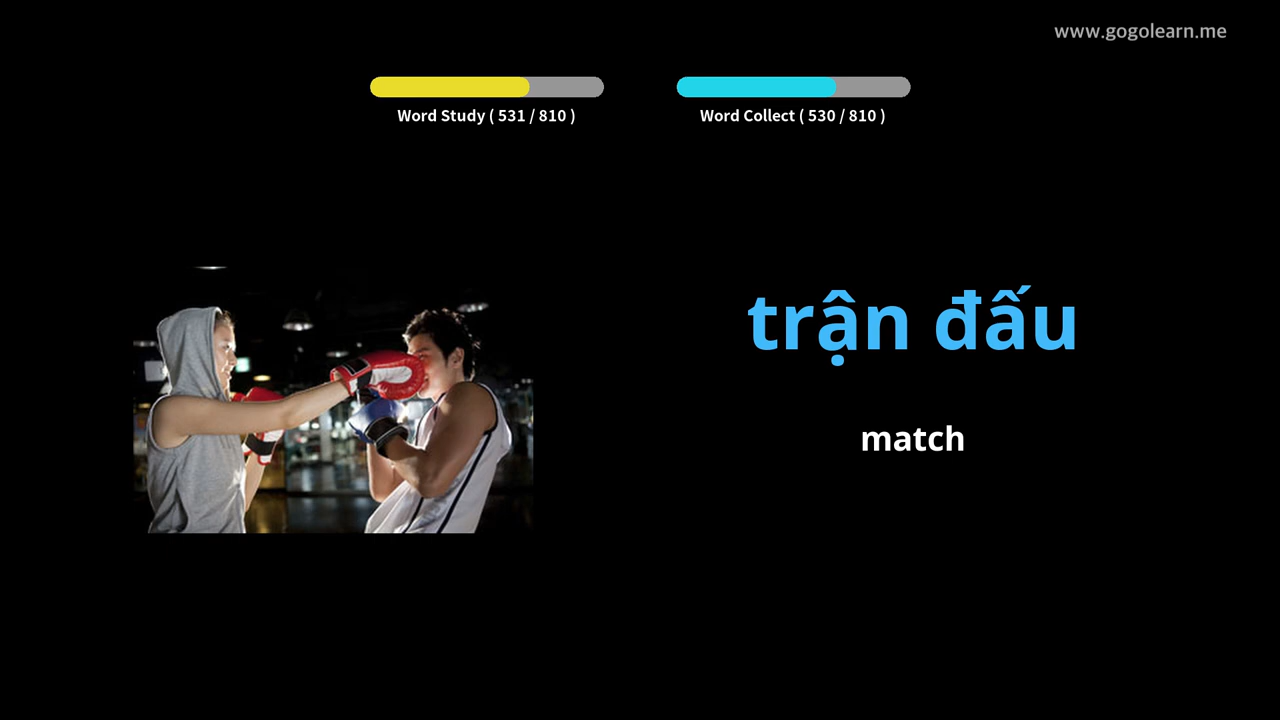 www.gogolearn.me
Word Study ( 531 / 810 )
Word Collect ( 530 / 810 )
trận đấu
match